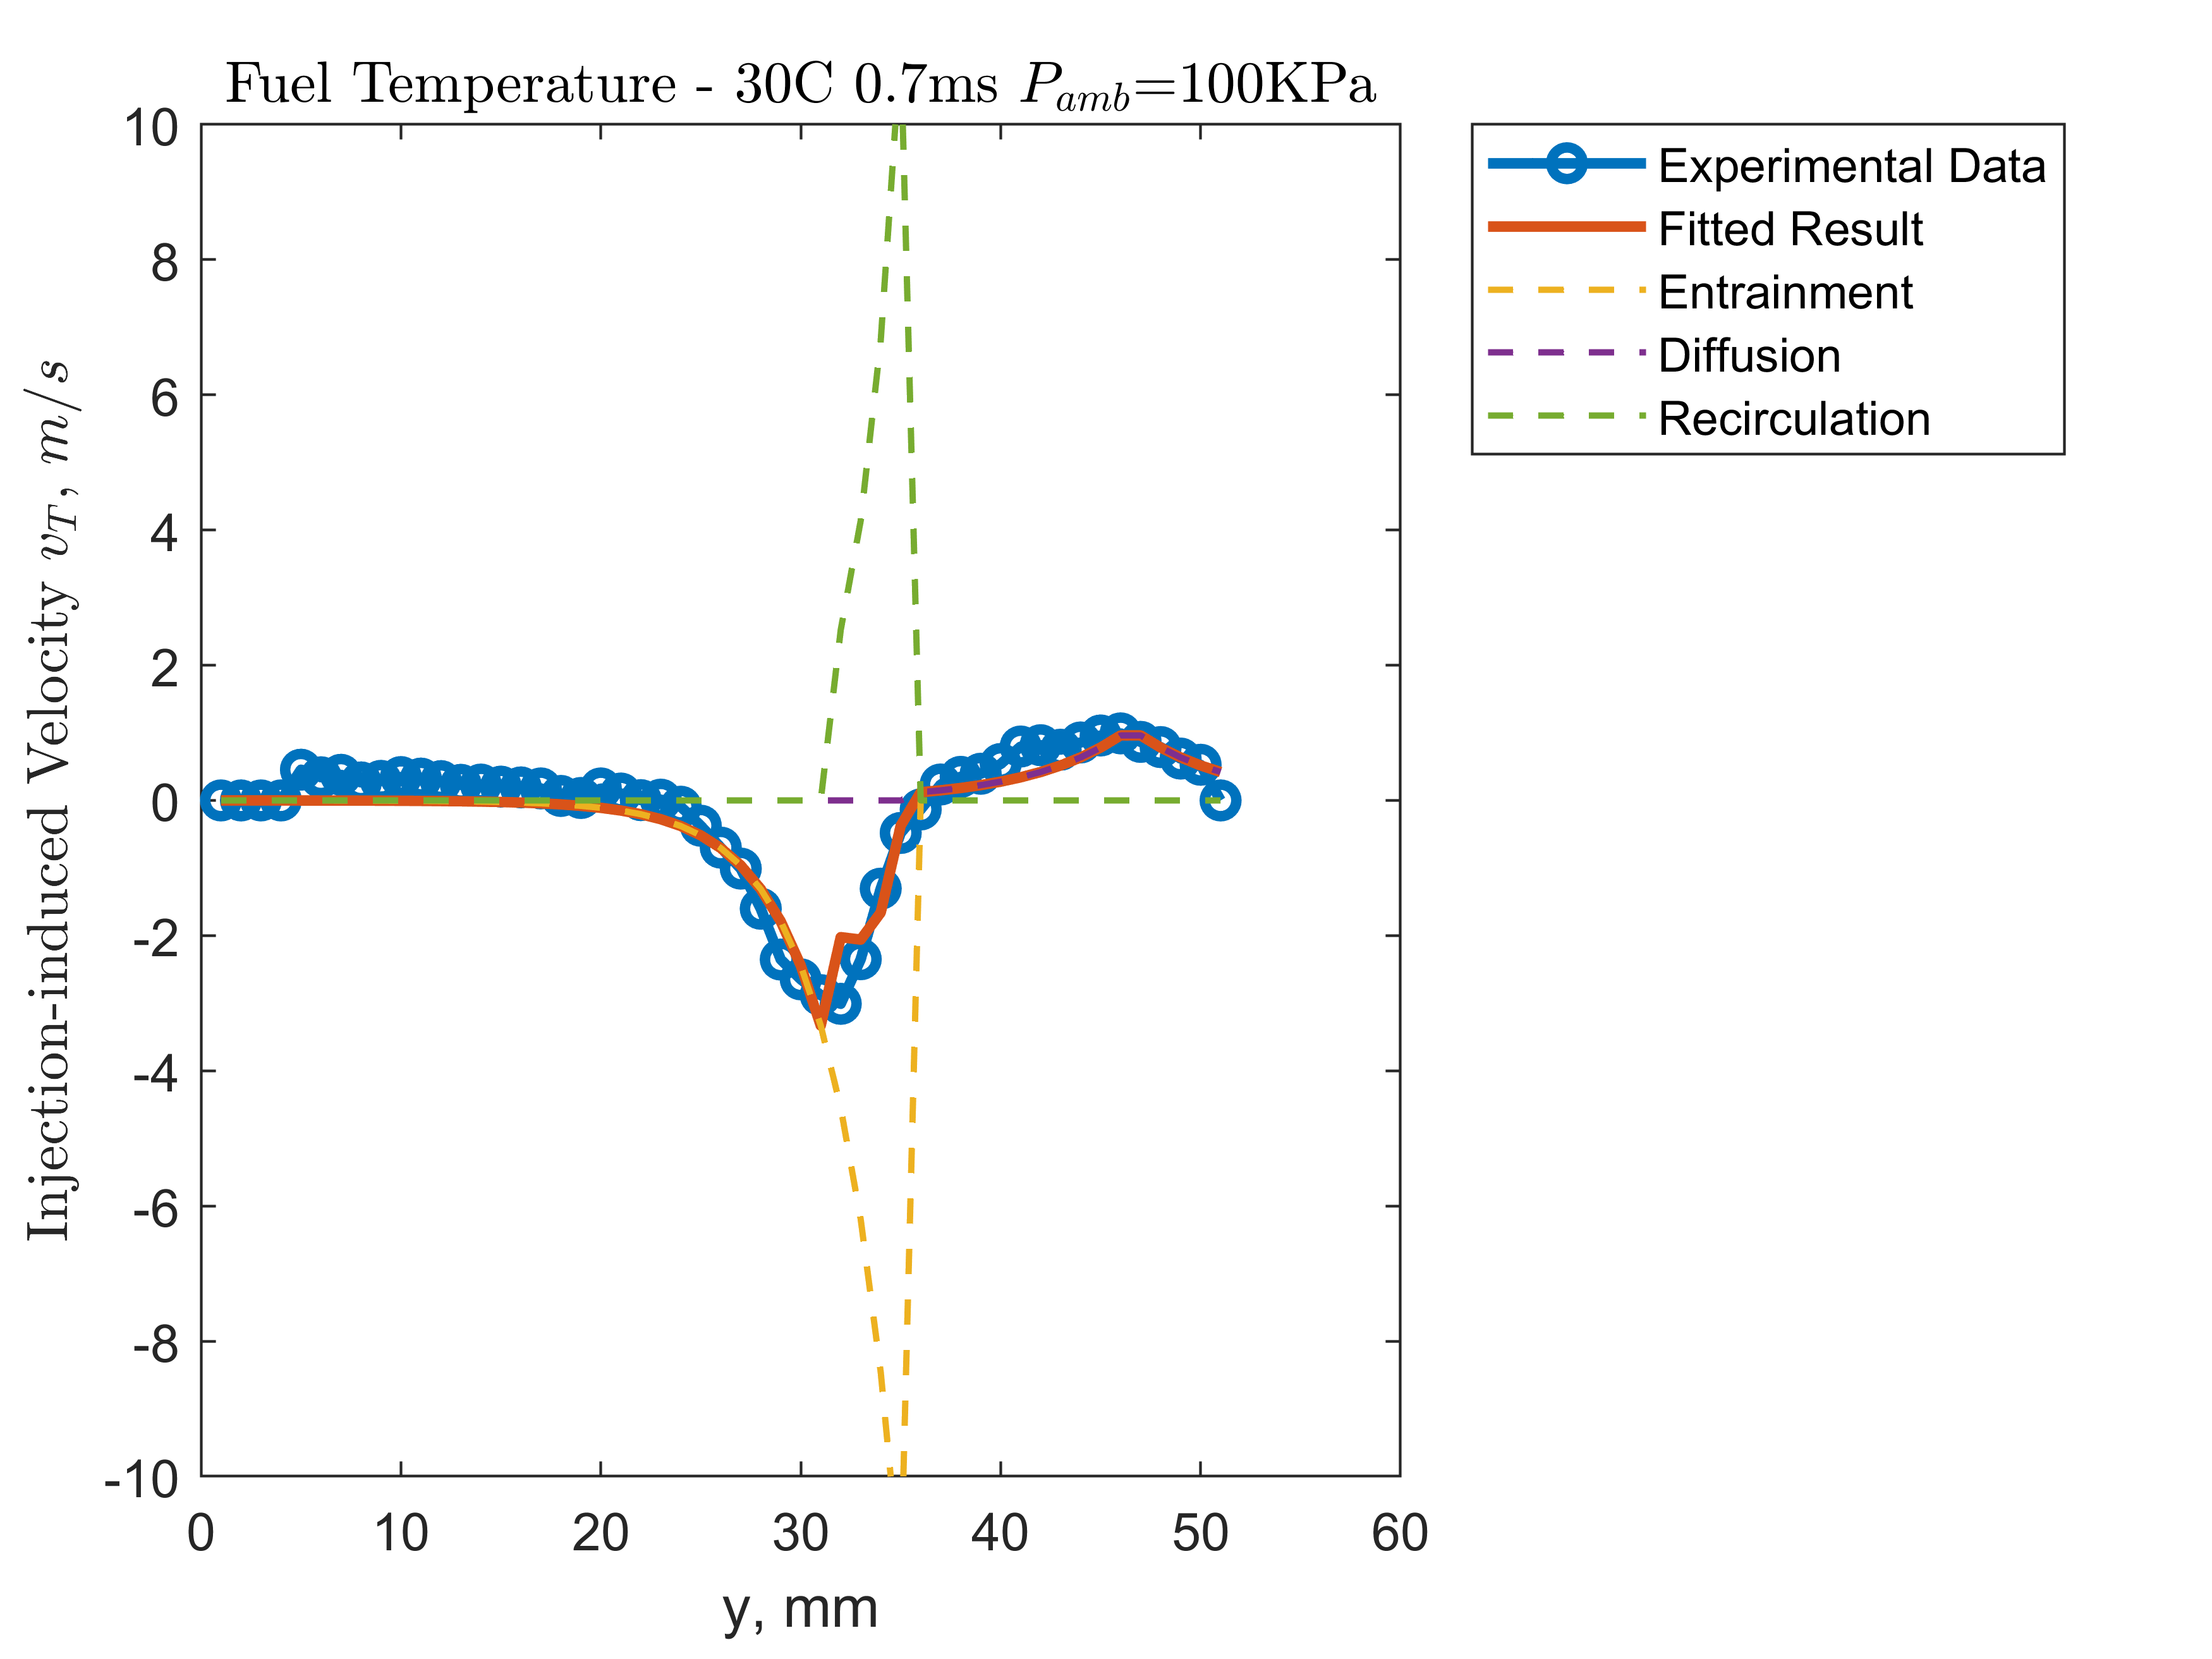 Fuel Temperature - 30C 0.7ms P_amb=100KPa
10
8
6
4
2
0
-2
-4
-6
-8
-10
Injection-induced Velocity v_T, m/s
0 10 20 30 40 50 60
y, mm
Experimental Data
Fitted Result
Entrainment
Diffusion
Recirculation